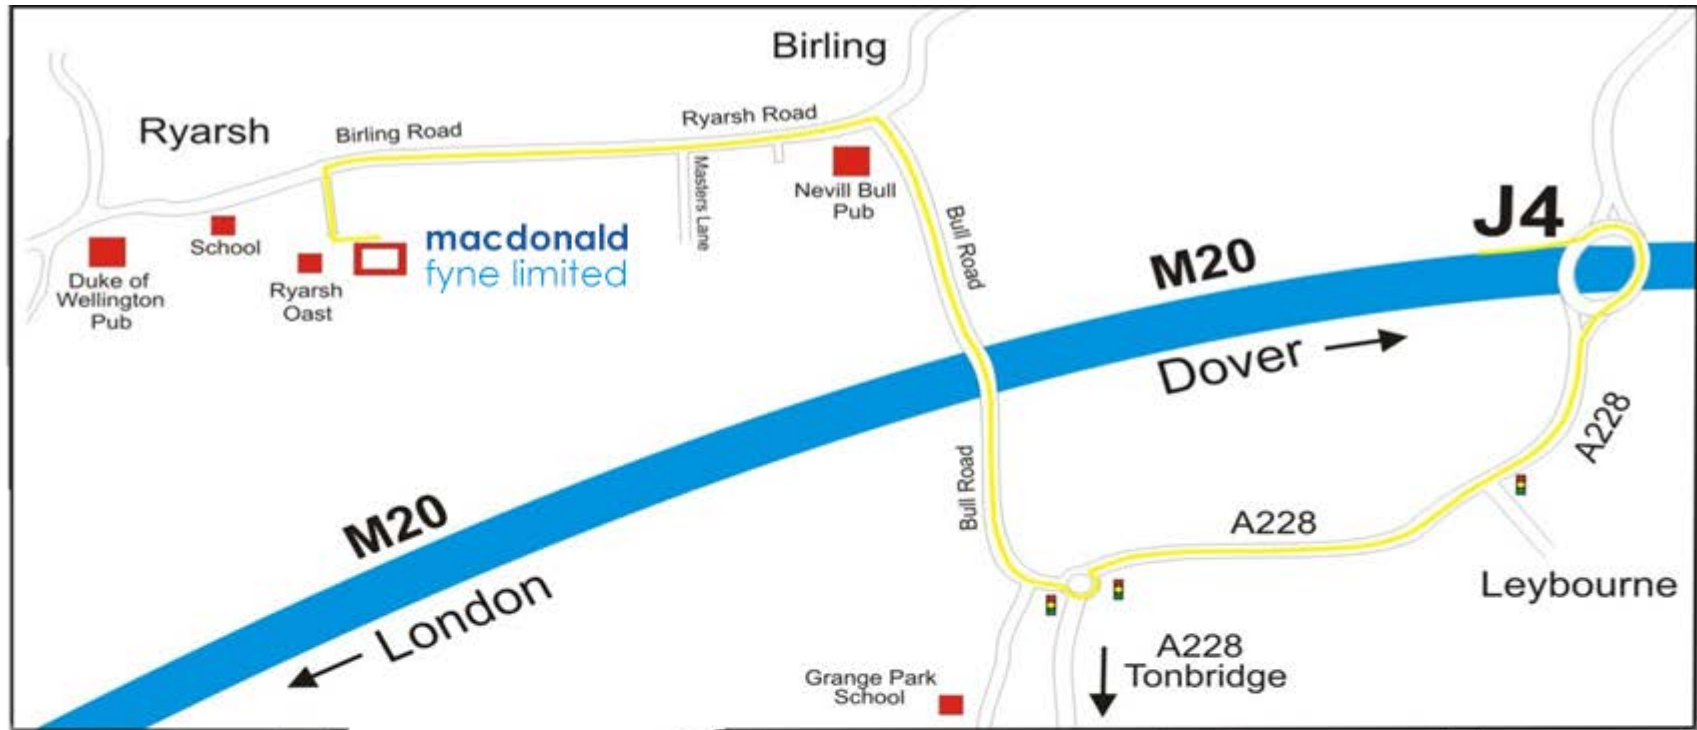 Birling
Ryarsh
Birling Road
Ryarsh Road
Masters Lane
Nevill Bull
Pub
School
Duke of
Wellington
Pub
Ryarsh
Oast
macdonald
fyne limited
Bull Road
M20
J4
Dover
A228
Bull Road
M20
London
A228
Leybourne
A228
Tonbridge
Grange Park
School